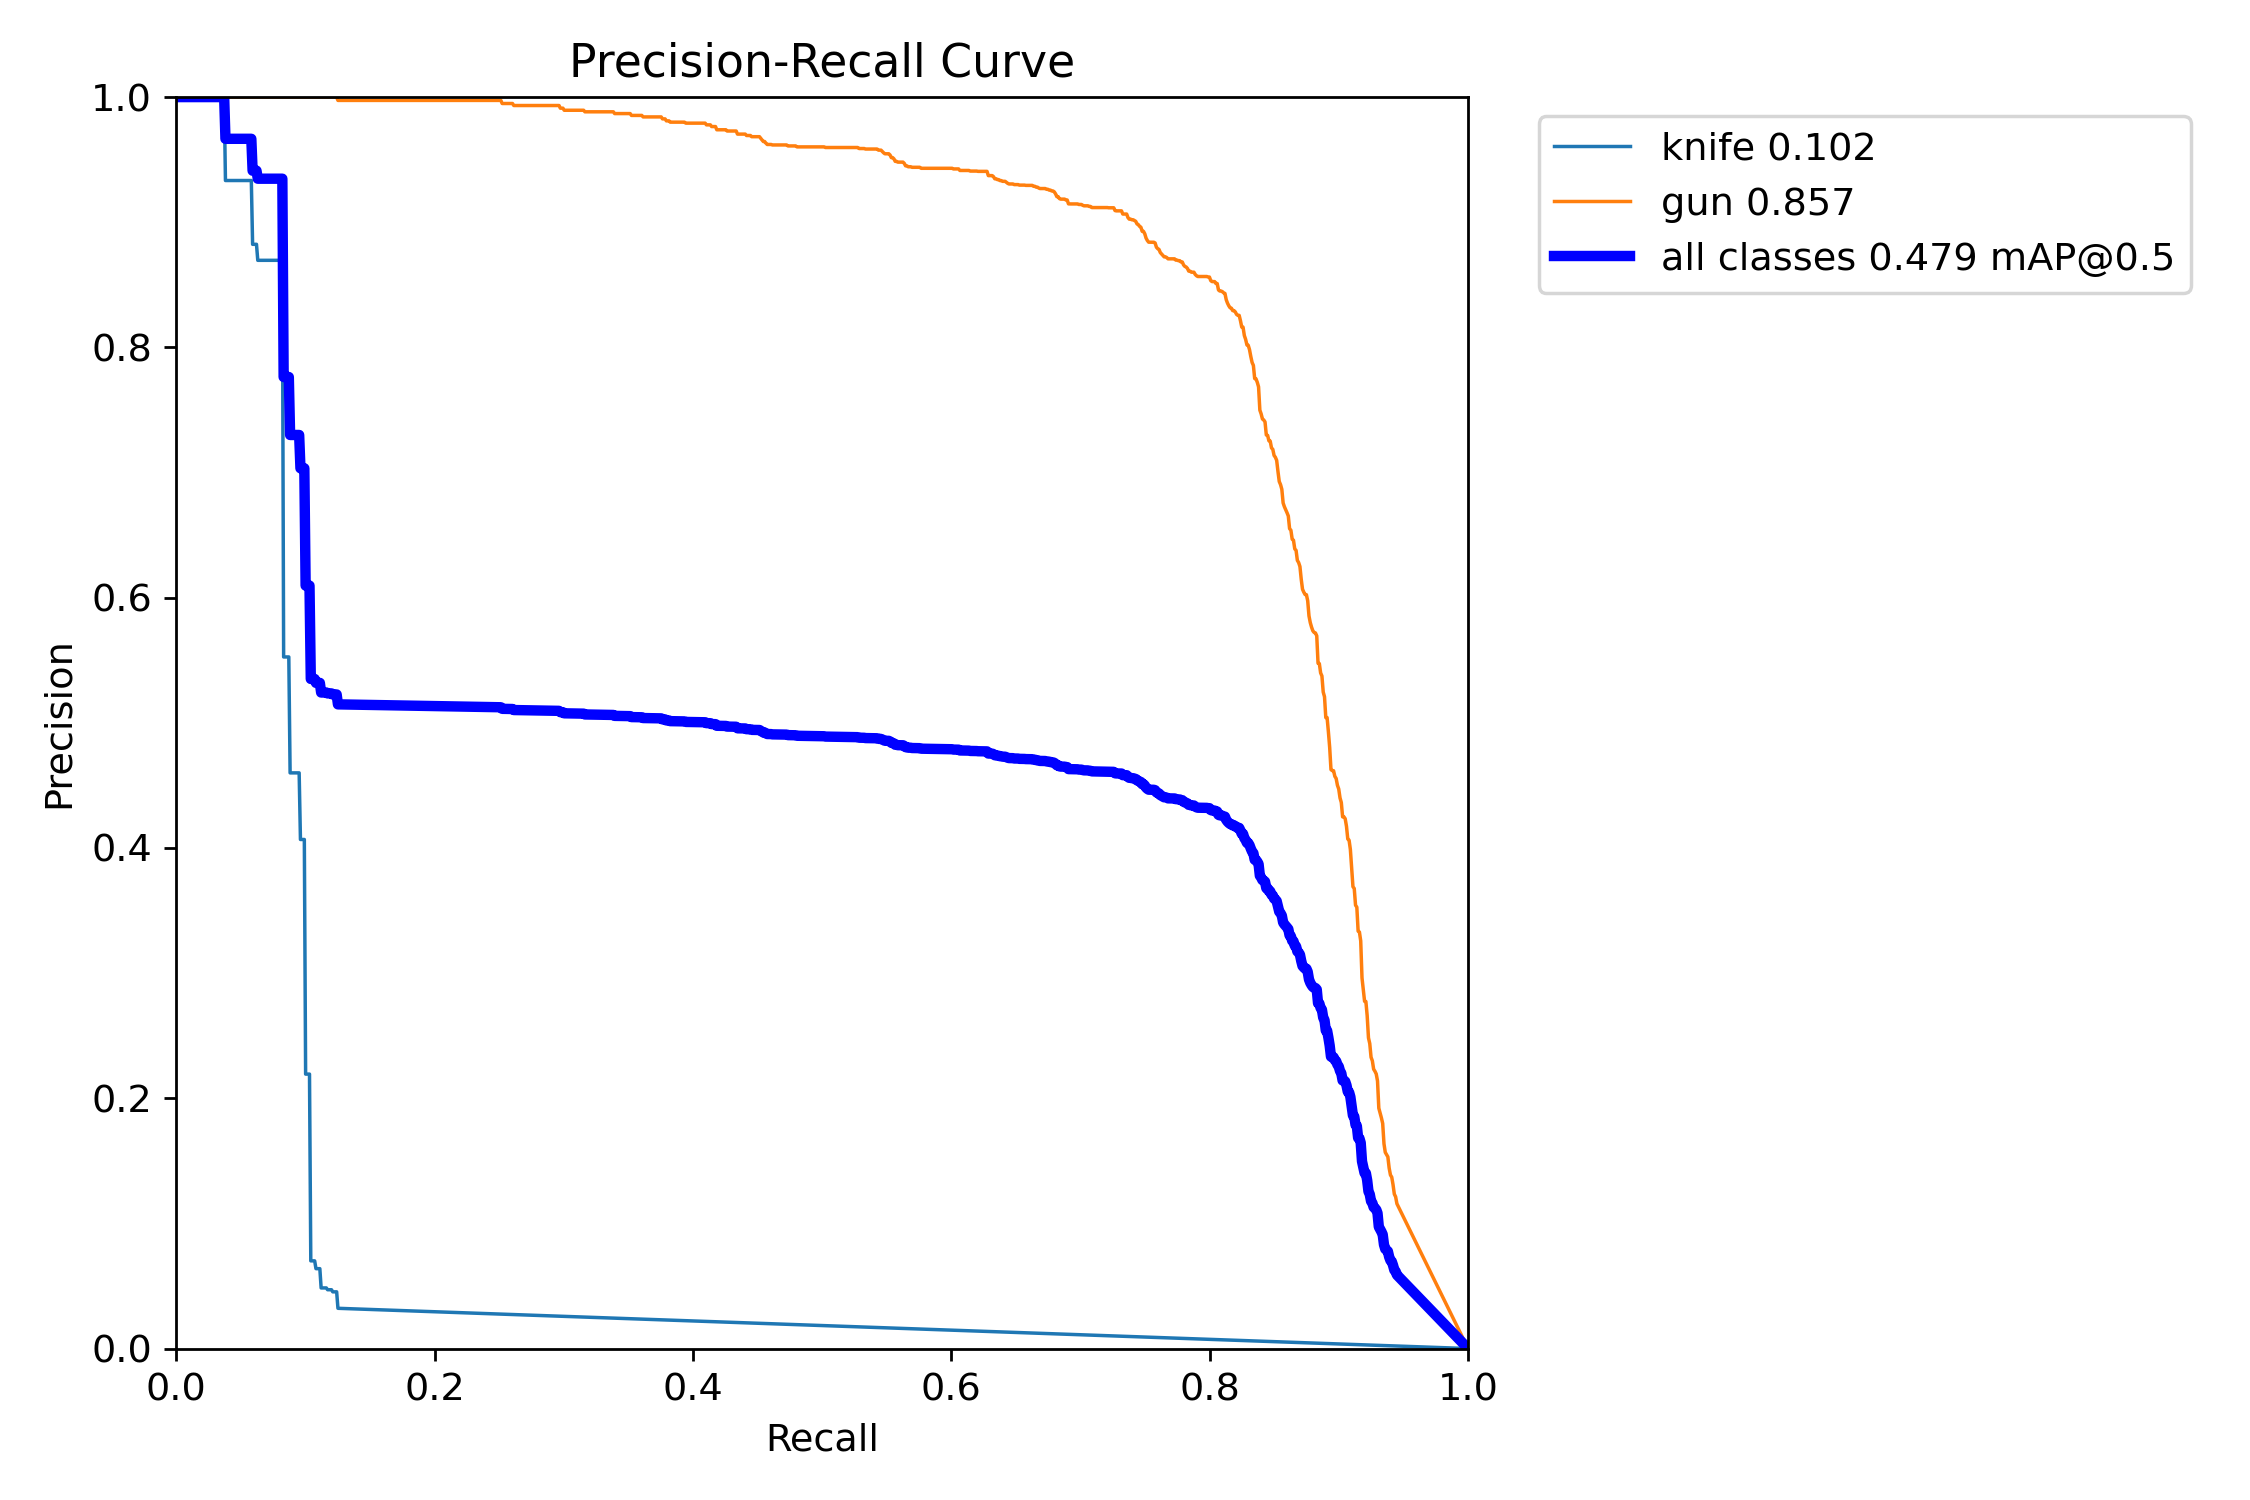 Precision-Recall Curve
1.0
0.8
0.6
0.4
0.2
0.0
Precision
0.0 0.2 0.4 0.6 0.8 1.0
Recall
knife 0.102
gun 0.857
all classes 0.479 mAP@0.5